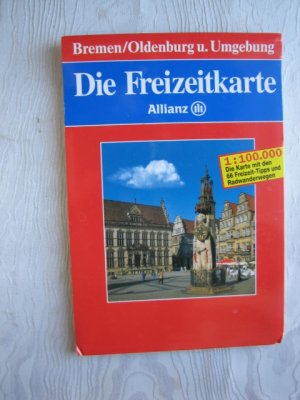 Bremen/Oldenburg u. Umgebung
Die Freizeitkarte
Allianz
1:100.000
Die Karte mit den
66 Freizeit-Tipps und
Radwanderwegen